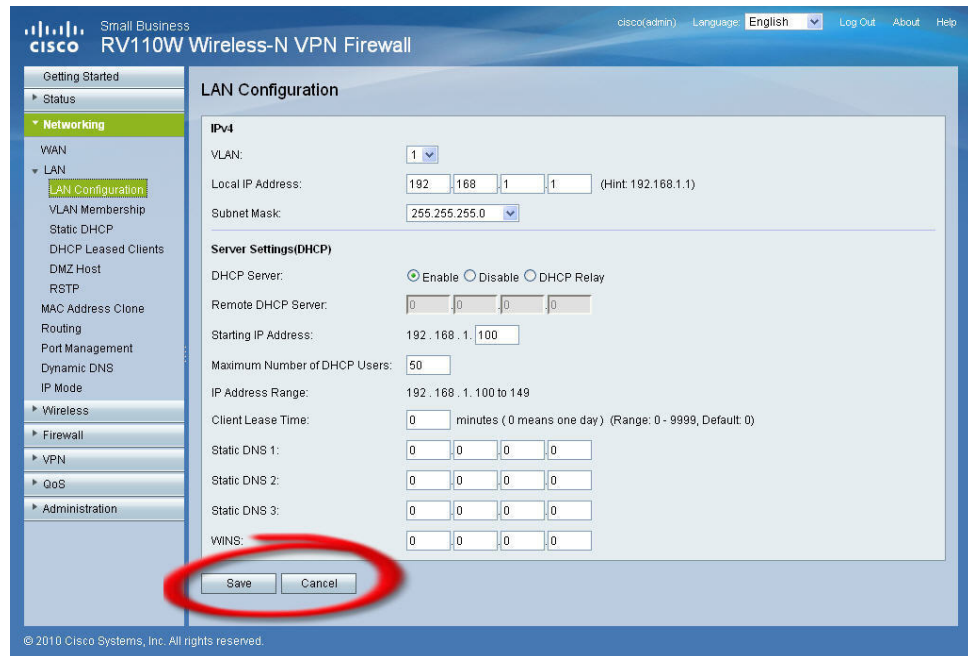 Small Business
cisco RV110W Wireless-N VPN Firewall
cisco(admin) Language: English Log Out About Help
Getting Started
Status
Networking
WAN
LAN
LAN Configuration
VLAN Membership
Static DHCP
DHCP Leased Clients
DMZ Host
RSTP
MAC Address Clone
Routing
Port Management
Dynamic DNS
IP Mode
Wireless
Firewall
VPN
QoS
Administration
LAN Configuration
IPv4
VLAN: 1
Local IP Address: 192 .168 .1 .1 (Hint: 192.168.1.1)
Subnet Mask: 255.255.255.0
Server Settings(DHCP)
DHCP Server: Enable Disable DHCP Relay
Remote DHCP Server: 0 .0 .0 .0
Starting IP Address: 192 . 168 . 1. 100
Maximum Number of DHCP Users: 50
IP Address Range: 192 . 168 . 1. 100 to 149
Client Lease Time: 0 minutes ( 0 means one day ) (Range: 0 - 9999, Default: 0)
Static DNS 1: 0 .0 .0 .0
Static DNS 2: 0 .0 .0 .0
Static DNS 3: 0 .0 .0 .0
WINS: 0 .0 .0 .0
Save Cancel
© 2010 Cisco Systems, Inc. All rights reserved.